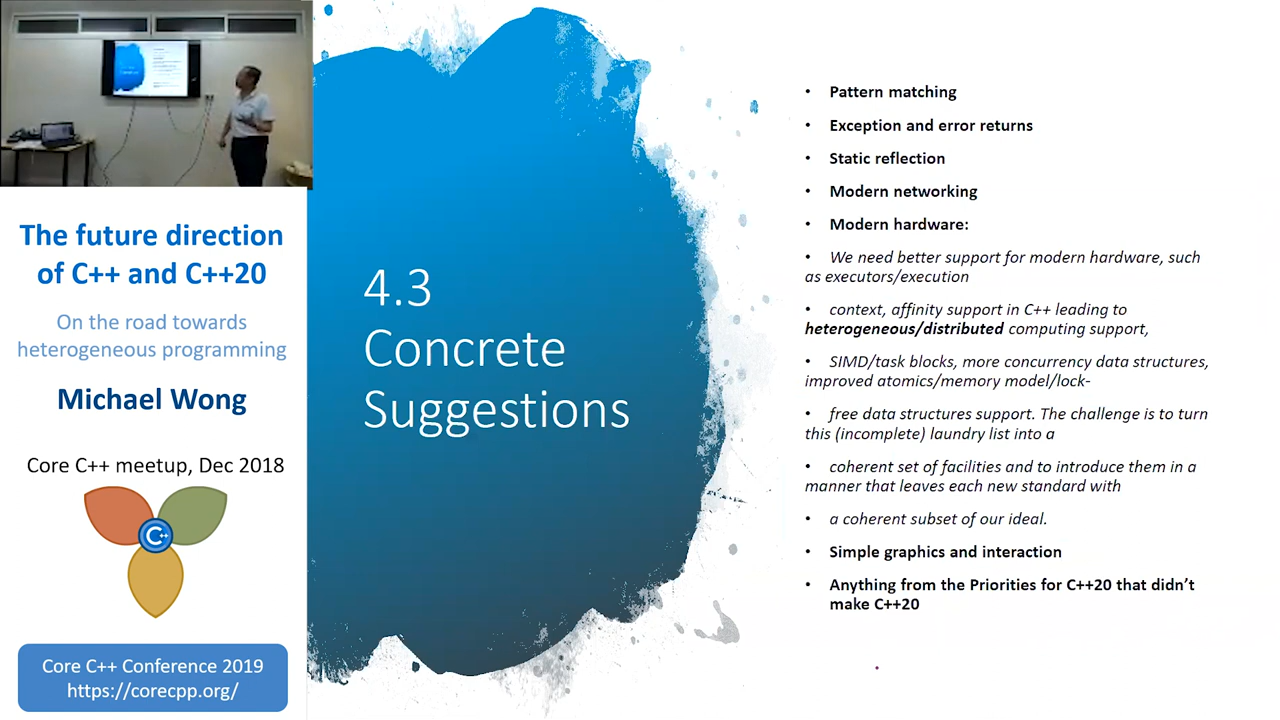 The future direction
of C++ and C++20
On the road towards
heterogeneous programming
Michael Wong
Core C++ meetup, Dec 2018
C++
Core C++ Conference 2019
https://corecpp.org/
4.3
Concrete
Suggestions
• Pattern matching
• Exception and error returns
• Static reflection
• Modern networking
• Modern hardware:
• We need better support for modern hardware, such
as executors/execution
• context, affinity support in C++ leading to
heterogeneous/distributed computing support,
• SIMD/task blocks, more concurrency data structures,
improved atomics/memory model/lock-
• free data structures support. The challenge is to turn
this (incomplete) laundry list into a
• coherent set of facilities and to introduce them in a
manner that leaves each new standard with
• a coherent subset of our ideal.
• Simple graphics and interaction
• Anything from the Priorities for C++20 that didn’t
make C++20